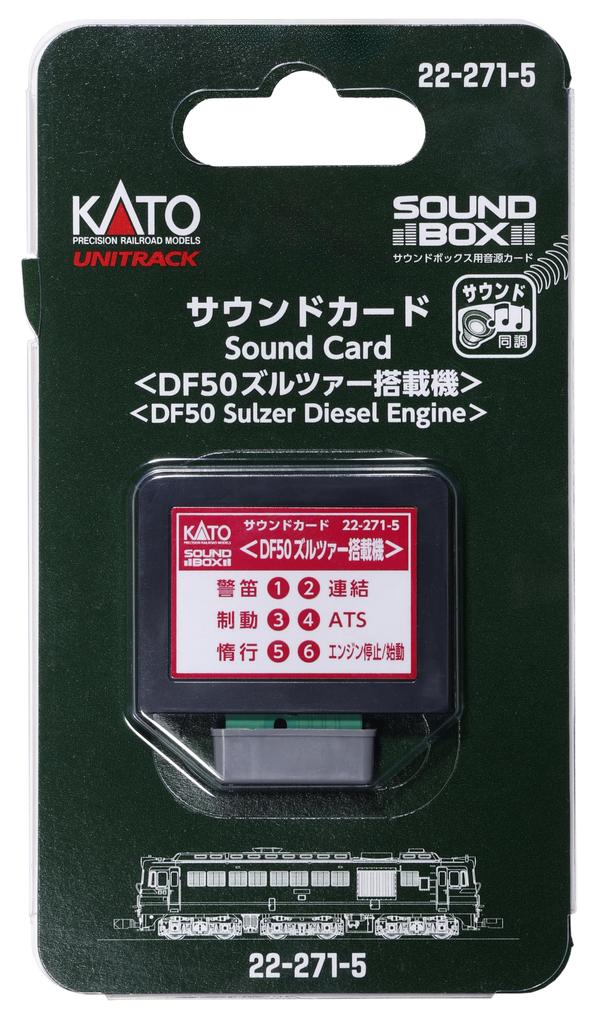 22-271-5
KATO
PRECISION RAILROAD MODELS
UNITRACK
SOUND
BOX
サウンドボックス用音源カード
サウンド
同調
サウンドカード
Sound Card
<DF50ズルツァー搭載機>
<DF50 Sulzer Diesel Engine>
KATO
PRECISION RAILROAD MODELS
サウンドカード 22-271-5
SOUND
BOX
<DF50ズルツァー搭載機>
警笛 1 2 連結
制動 3 4 ATS
惰行 5 6 エンジン停止/始動
22-271-5